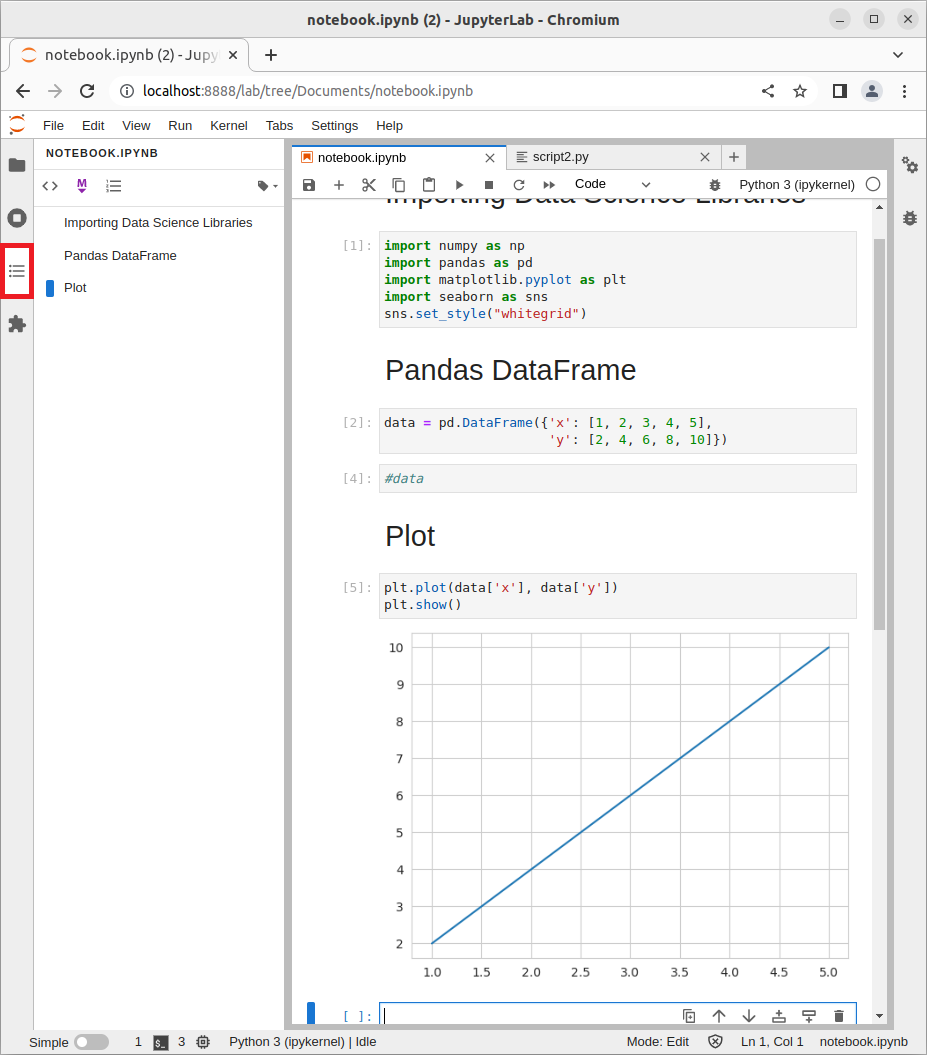 notebook.ipynb (2) - JupyterLab - Chromium
notebook.ipynb (2) - Jupy
localhost:8888/lab/tree/Documents/notebook.ipynb
File Edit View Run Kernel Tabs Settings Help
NOTEBOOK.IPYNB
M
Importing Data Science Libraries
Pandas DataFrame
Plot
notebook.ipynb
script2.py
Code
Python 3 (ipykernel)
Importing Data Science Libraries
[1]: import numpy as np
import pandas as pd
import matplotlib.pyplot as plt
import seaborn as sns
sns.set_style("whitegrid")
Pandas DataFrame
[2]: data = pd.DataFrame({'x': [1, 2, 3, 4, 5],
'y': [2, 4, 6, 8, 10]})
[4]: #data
Plot
[5]: plt.plot(data['x'], data['y'])
plt.show()
10
9
8
7
6
5
4
3
2
1.0 1.5 2.0 2.5 3.0 3.5 4.0 4.5 5.0
[ ]:
Simple 1 $_ 3 Python 3 (ipykernel) | Idle Mode: Edit Ln 1, Col 1 notebook.ipynb